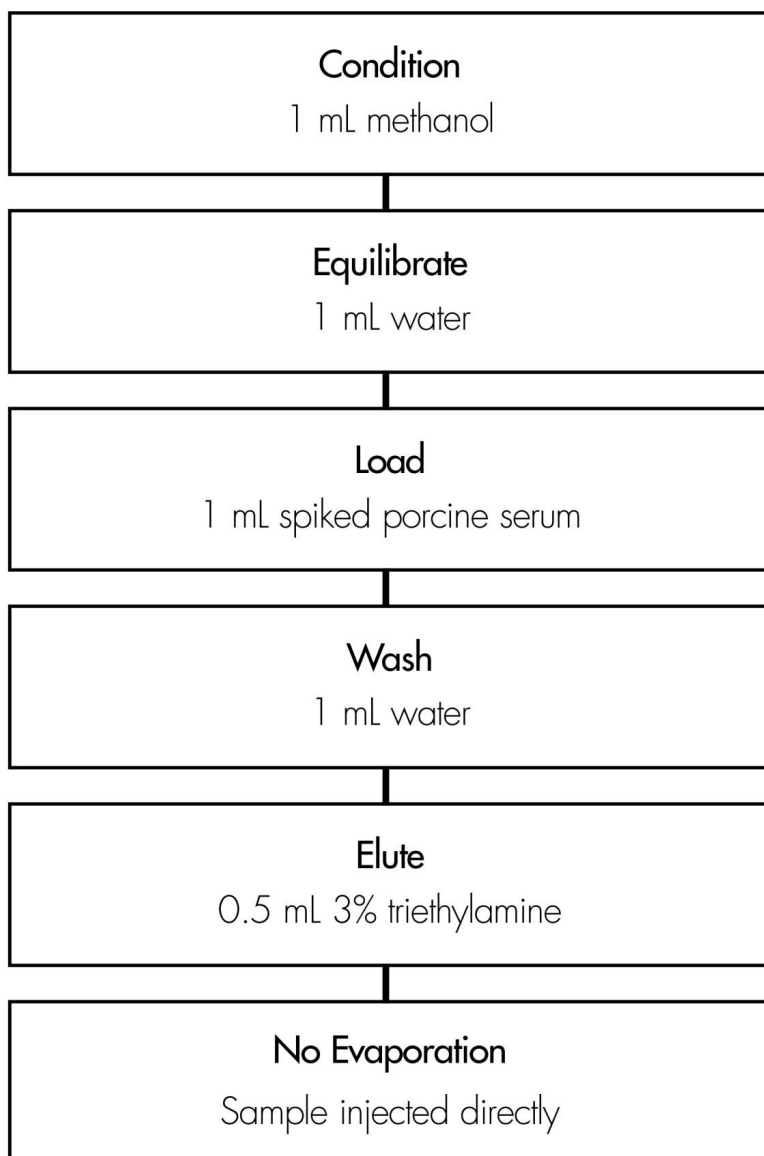 Condition
1 mL methanol
Equilibrate
1 mL water
Load
1 mL spiked porcine serum
Wash
1 mL water
Elute
0.5 mL 3% triethylamine
No Evaporation
Sample injected directly